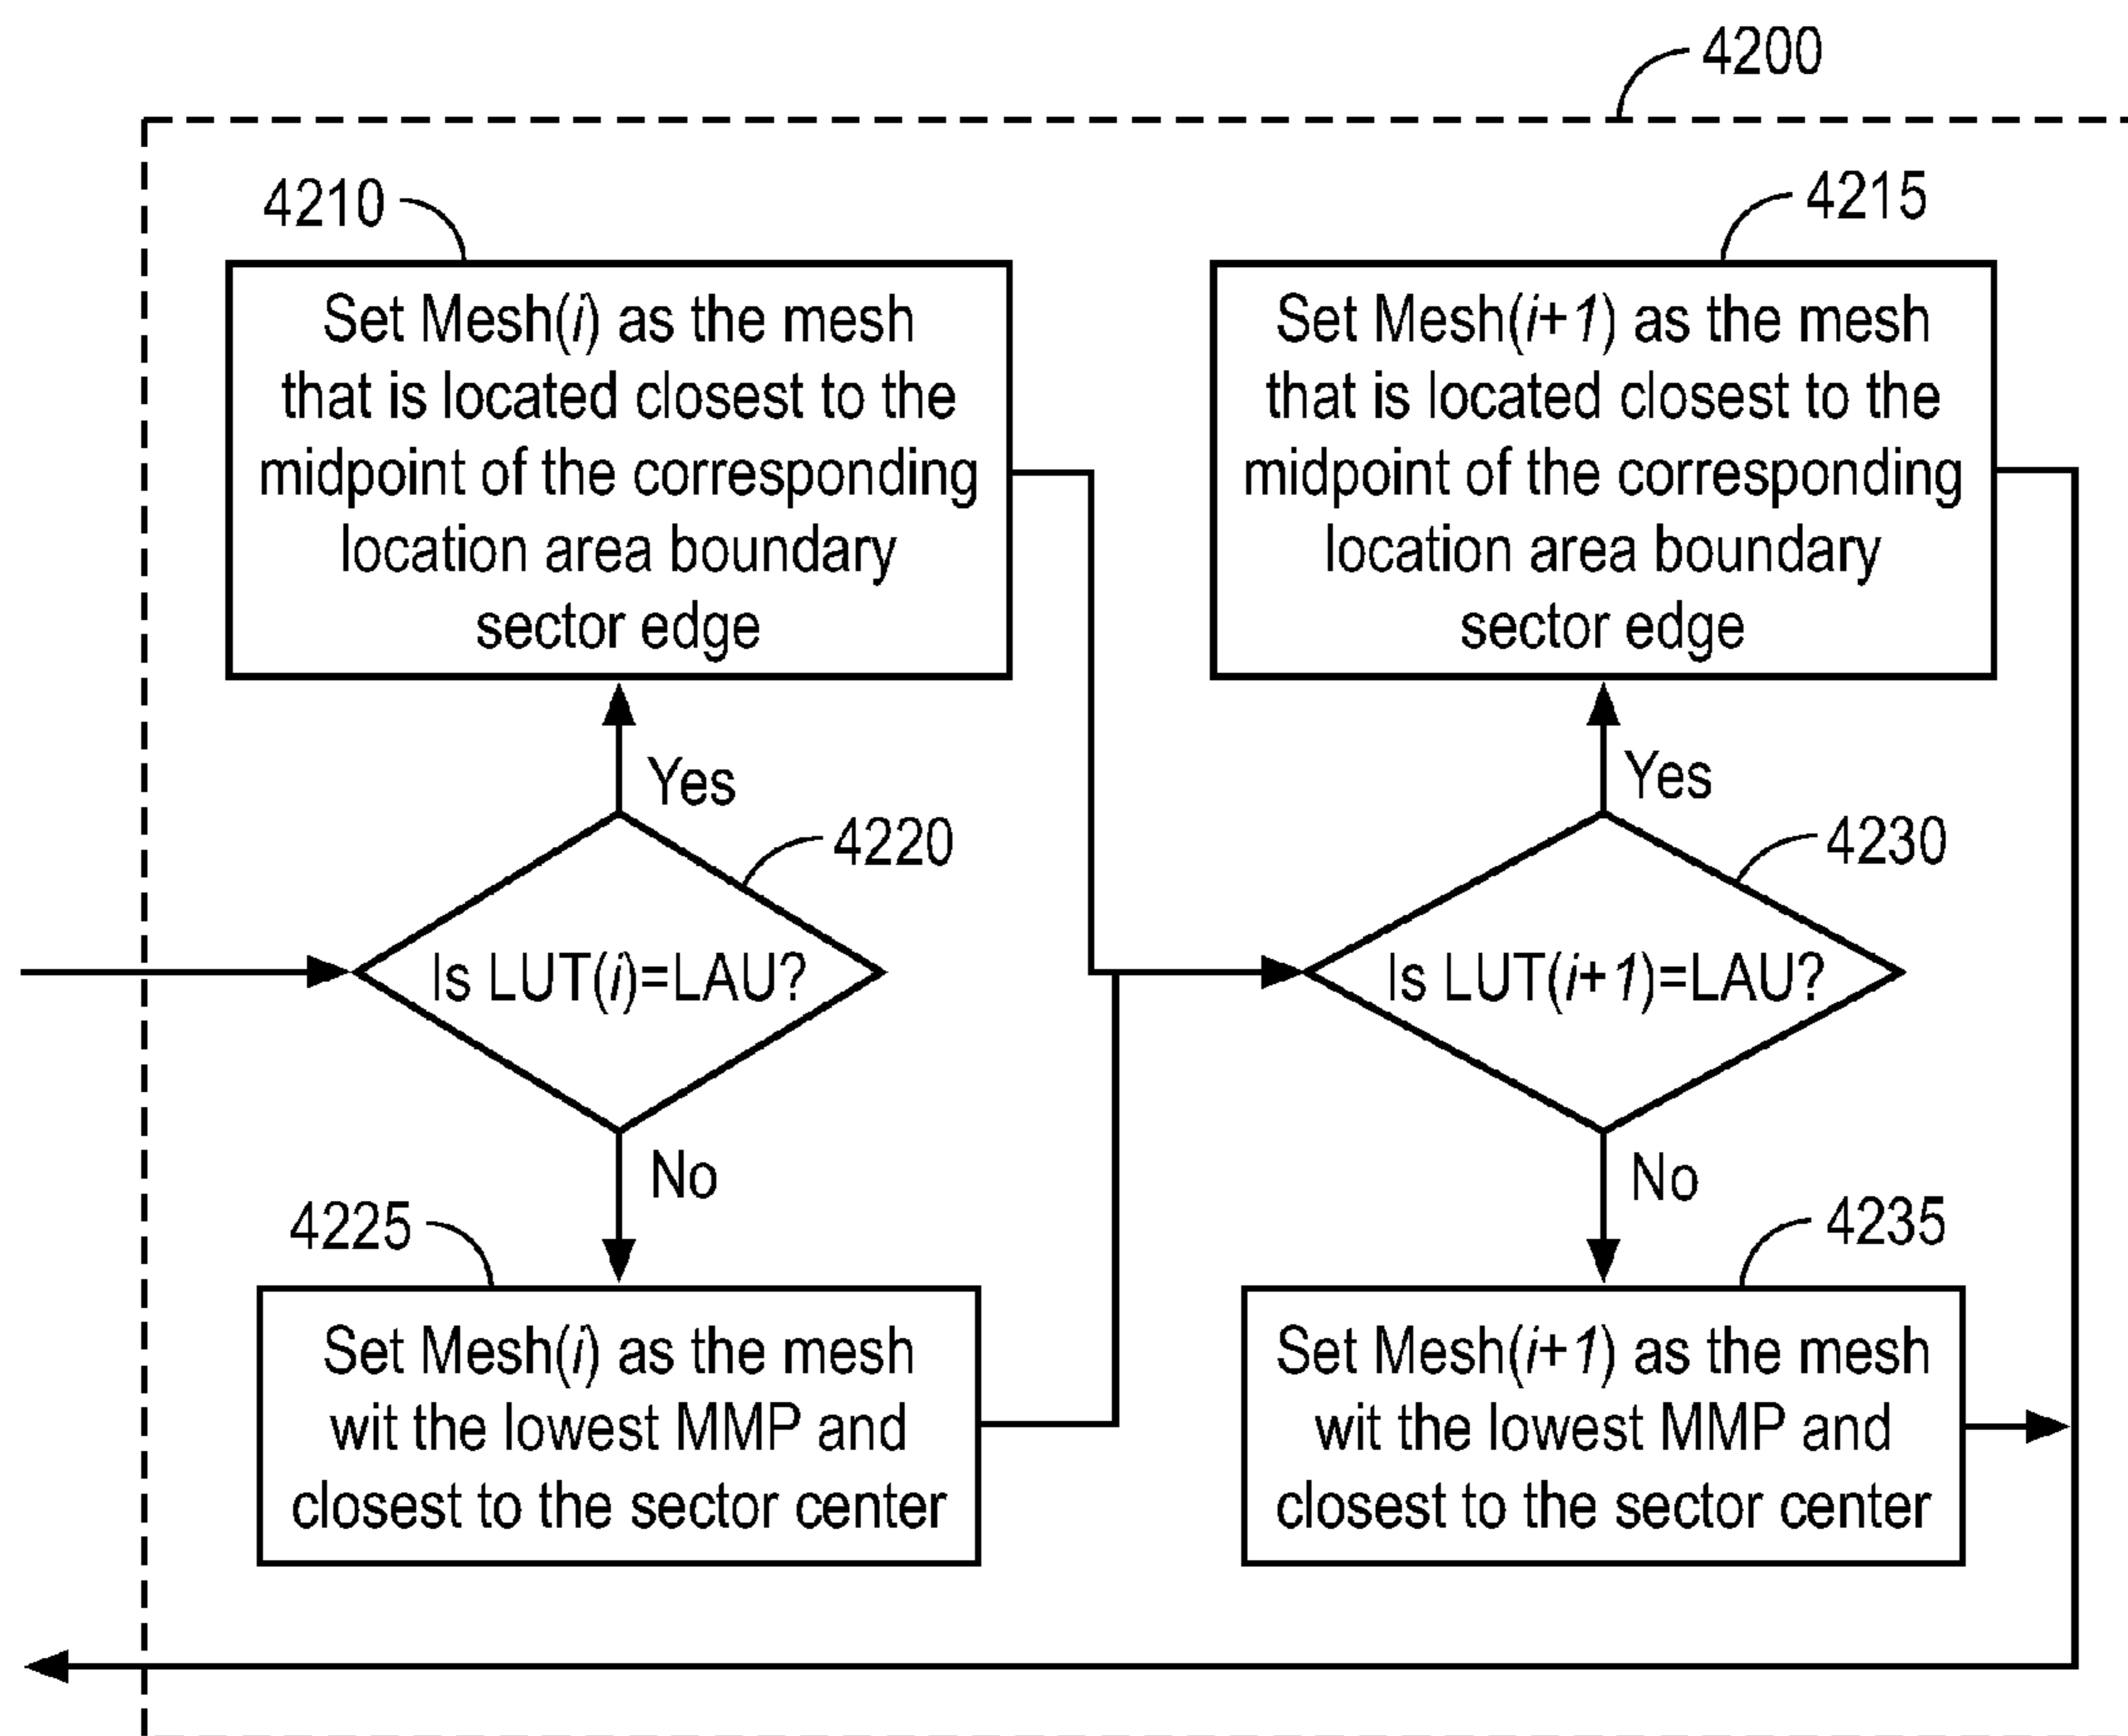 4200
4210
Set Mesh(i) as the mesh
that is located closest to the
midpoint of the corresponding
location area boundary
sector edge
4215
Set Mesh(i+1) as the mesh
that is located closest to the
midpoint of the corresponding
location area boundary
sector edge
Yes
4220
Is LUT(i)=LAU?
No
Yes
4230
Is LUT(i+1)=LAU?
No
4225
Set Mesh(i) as the mesh
wit the lowest MMP and
closest to the sector center
4235
Set Mesh(i+1) as the mesh
wit the lowest MMP and
closest to the sector center